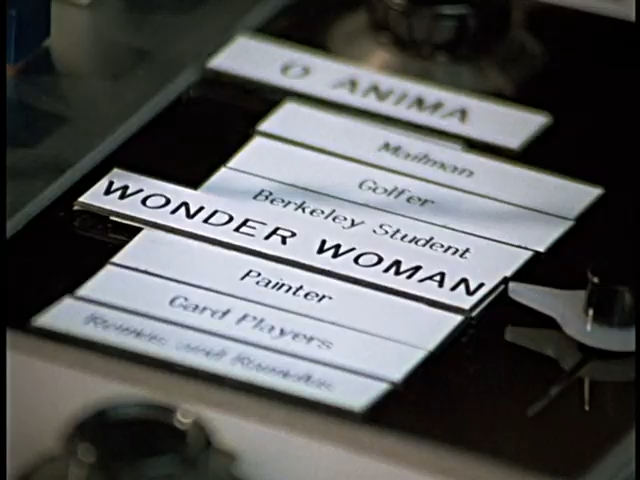 O ANIMA
Mailman
Golfer
Berkeley Student
WONDER WOMAN
Painter
Card Players